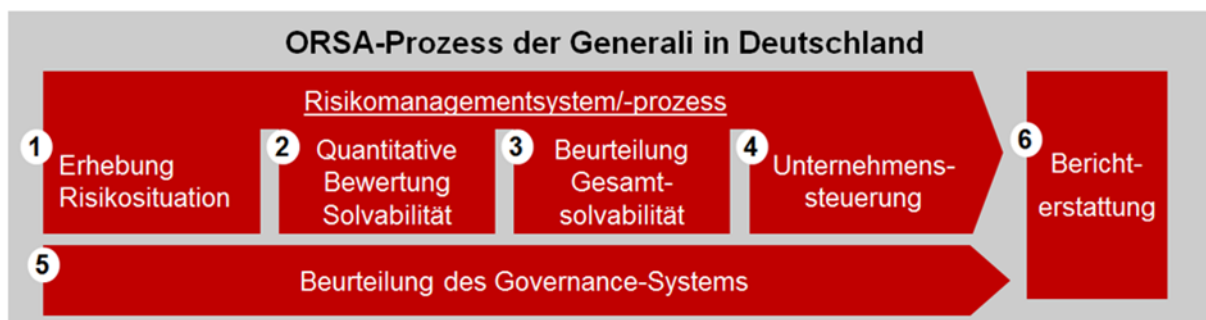 ORSA-Prozess der Generali in Deutschland
Risikomanagementsystem/-prozess
1
Erhebung
Risikosituation
2
Quantitative
Bewertung
Solvabilität
3
Beurteilung
Gesamt-
solvabilität
4
Unternehmens-
steuerung
5
Beurteilung des Governance-Systems
6
Bericht-
erstattung